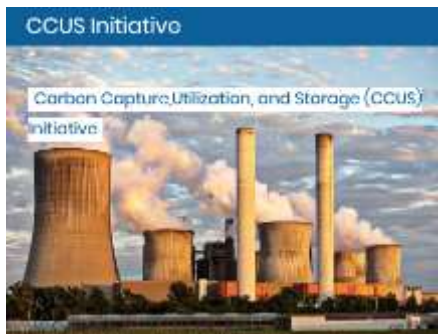 CCUS Initiative
Carbon Capture,Utilization, and Storage (CCUS)
Initiative